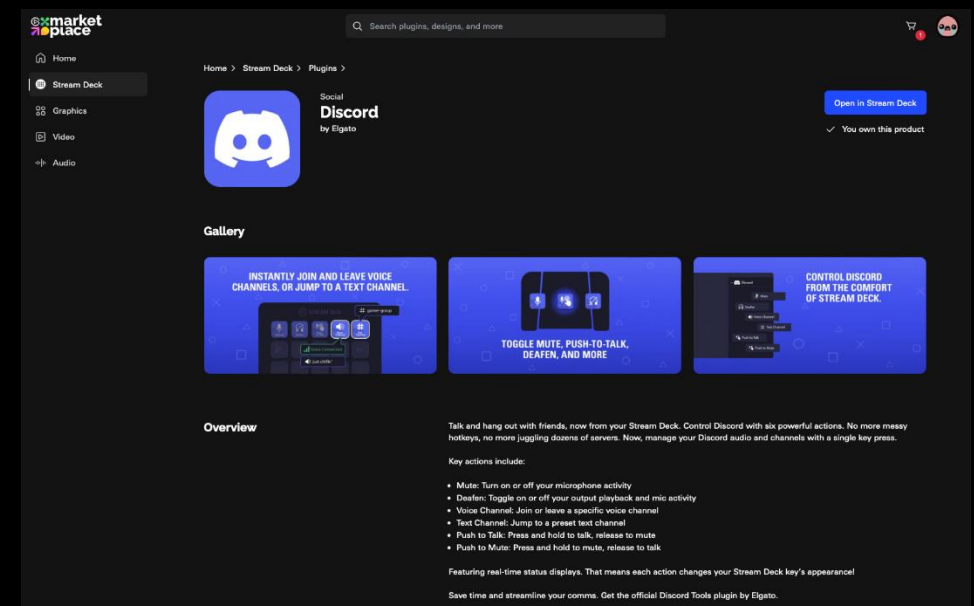 market
place
Search plugins, designs, and more
1
Home
Stream Deck
Graphics
Video
Audio
Home > Stream Deck > Plugins >
Social
Discord
by Elgato
Open in Stream Deck
You own this product
Gallery
INSTANTLY JOIN AND LEAVE VOICE
CHANNELS, OR JUMP TO A TEXT CHANNEL.
TOGGLE MUTE, PUSH-TO-TALK,
DEAFEN, AND MORE
CONTROL DISCORD
FROM THE COMFORT
OF STREAM DECK.
Overview
Talk and hang out with friends, now from your Stream Deck. Control Discord with six powerful actions. No more messy
hotkeys, no more juggling dozens of servers. Now, manage your Discord audio and channels with a single key press.
Key actions include:
• Mute: Turn on or off your microphone activity
• Deafen: Toggle on or off your output playback and mic activity
• Voice Channel: Join or leave a specific voice channel
• Text Channel: Jump to a preset text channel
• Push to Talk: Press and hold to talk, release to mute
• Push to Mute: Press and hold to mute, release to talk
Featuring real-time status displays. That means each action changes your Stream Deck key's appearance!
Save time and streamline your comms. Get the official Discord Tools plugin by Elgato.